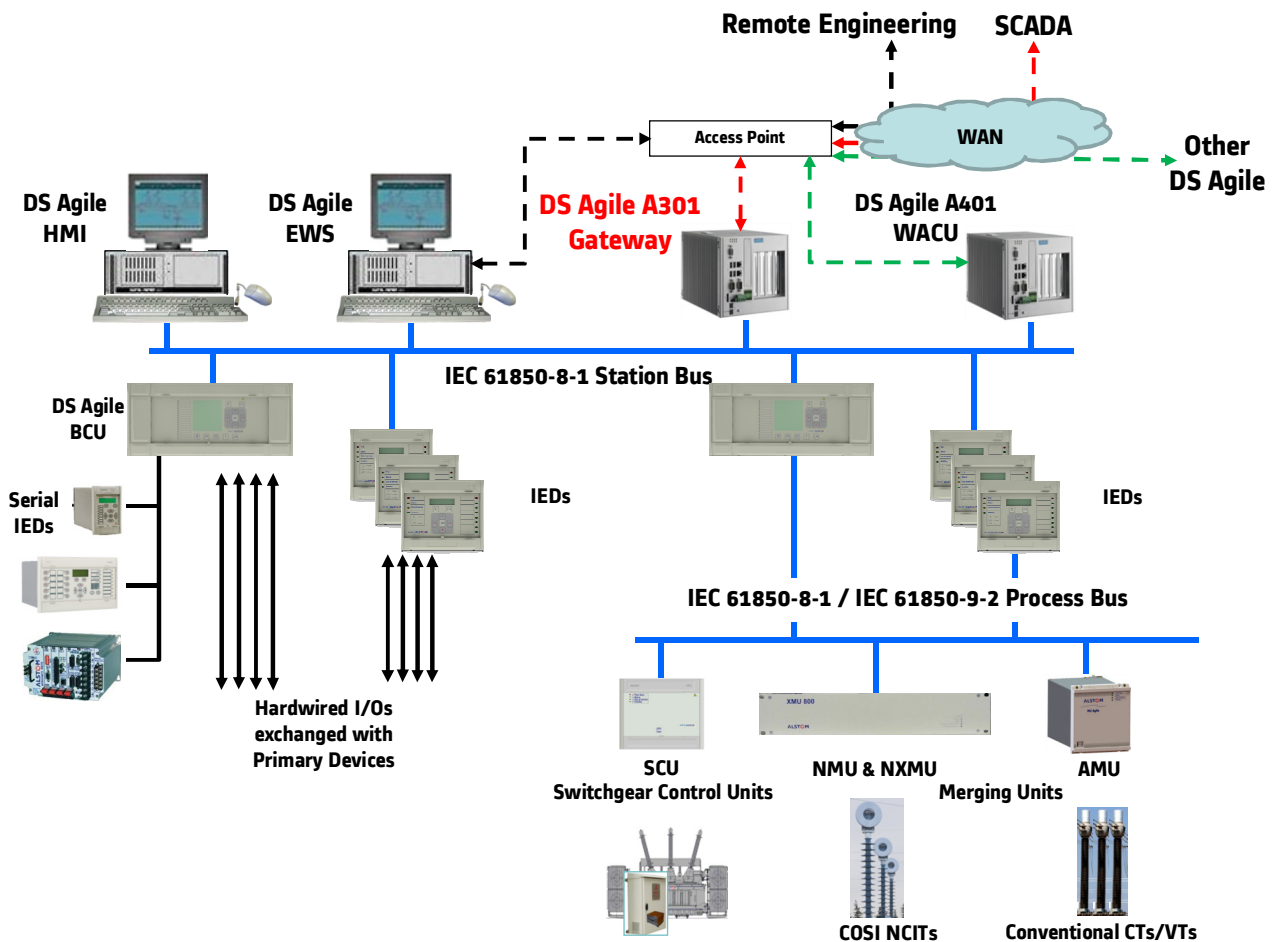 Remote Engineering
SCADA
Access Point
WAN
Other
DS Agile
DS Agile
HMI
DS Agile
EWS
DS Agile A301
Gateway
DS Agile A401
WACU
IEC 61850-8-1 Station Bus
DS Agile
BCU
Serial
IEDs
IEDs
IEDs
IEC 61850-8-1 / IEC 61850-9-2 Process Bus
ALSTOM
Hardwired I/Os
exchanged with
Primary Devices
XMU 800
ALSTOM
ALSTOM
SCU
Switchgear Control Units
NMU & NXMU
AMU
Merging Units
COSI NCITs
Conventional CTs/VTs